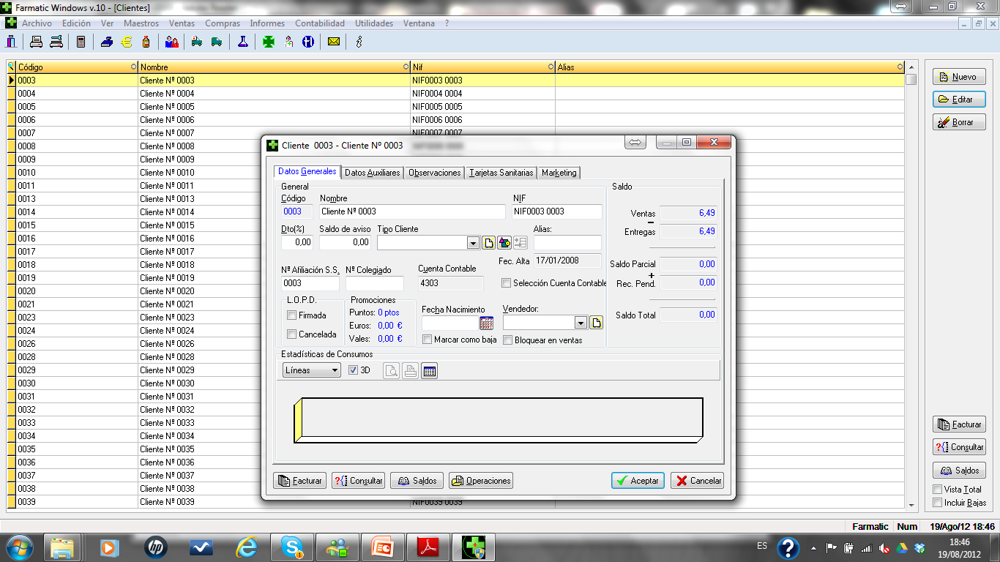 Farmatic Windows v.10 - [Clientes]
Archivo Edición Ver Maestros Ventas Compras Informes Contabilidad Utilidades Ventana ?
Código Nombre Nif Alias
0003 Cliente Nº 0003 NIF0003 0003
0004 Cliente Nº 0004 NIF0004 0004
0005 Cliente Nº 0005 NIF0005 0005
0006 Cliente Nº 0006 NIF0006 0006
0007 Cliente Nº 0007 NIF0007 0007
0008 Cliente Nº 0008
0009 Cliente Nº 0009
0010 Cliente Nº 0010
0011 Cliente Nº 0011
0013 Cliente Nº 0013
0014 Cliente Nº 0014
0015 Cliente Nº 0015
0016 Cliente Nº 0016
0017 Cliente Nº 0017
0018 Cliente Nº 0018
0019 Cliente Nº 0019
0020 Cliente Nº 0020
0021 Cliente Nº 0021
0023 Cliente Nº 0023
0024 Cliente Nº 0024
0026 Cliente Nº 0026
0028 Cliente Nº 0028
0029 Cliente Nº 0029
0030 Cliente Nº 0030
0031 Cliente Nº 0031
0032 Cliente Nº 0032
0033 Cliente Nº 0033
0034 Cliente Nº 0034
0035 Cliente Nº 0035
0036 Cliente Nº 0036
0037 Cliente Nº 0037
0038 Cliente Nº 0038
0039 Cliente Nº 0039 NIF0039 0039
Nuevo
Editar
Borrar
Facturar
Consultar
Saldos
Vista Total
Incluir Bajas
Cliente 0003 - Cliente Nº 0003
Datos Generales Datos Auxiliares Observaciones Tarjetas Sanitarias Marketing
General
Código Nombre NIF
0003 Cliente Nº 0003 NIF0003 0003
Dto(%) Saldo de aviso Tipo Cliente Alias:
0,00 0,00
Fec. Alta 17/01/2008
Nº Afiliación S.S. Nº Colegiado Cuenta Contable
0003 4303 Selección Cuenta Contable
L.O.P.D. Promociones Fecha Nacimiento Vendedor:
Firmada Puntos: 0 ptos
Euros: 0,00 €
Cancelada Vales: 0,00 € Marcar como baja Bloquear en ventas
Saldo
Ventas 6,49
−
Entregas 6,49
Saldo Parcial 0,00
+
Rec. Pend. 0,00
Saldo Total 0,00
Estadísticas de Consumos
Líneas 3D
Facturar Consultar Saldos Operaciones Aceptar Cancelar
Farmatic Num 19/Ago/12 18:46
ES 18:46
19/08/2012